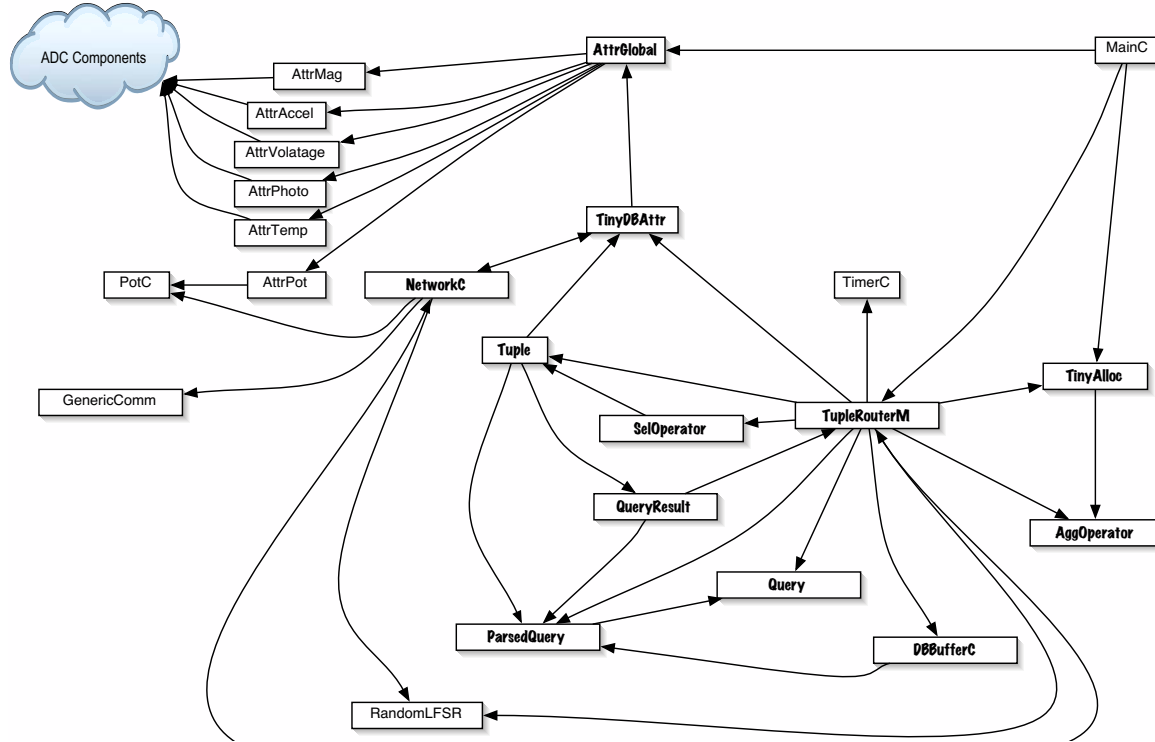 ADC Components
AttrGlobal
MainC
AttrMag
AttrAccel
AttrVolatage
AttrPhoto
AttrTemp
TinyDBAttr
PotC
AttrPot
NetworkC
TimerC
Tuple
TinyAlloc
GenericComm
TupleRouterM
SelOperator
QueryResult
AggOperator
Query
ParsedQuery
DBBufferC
RandomLFSR